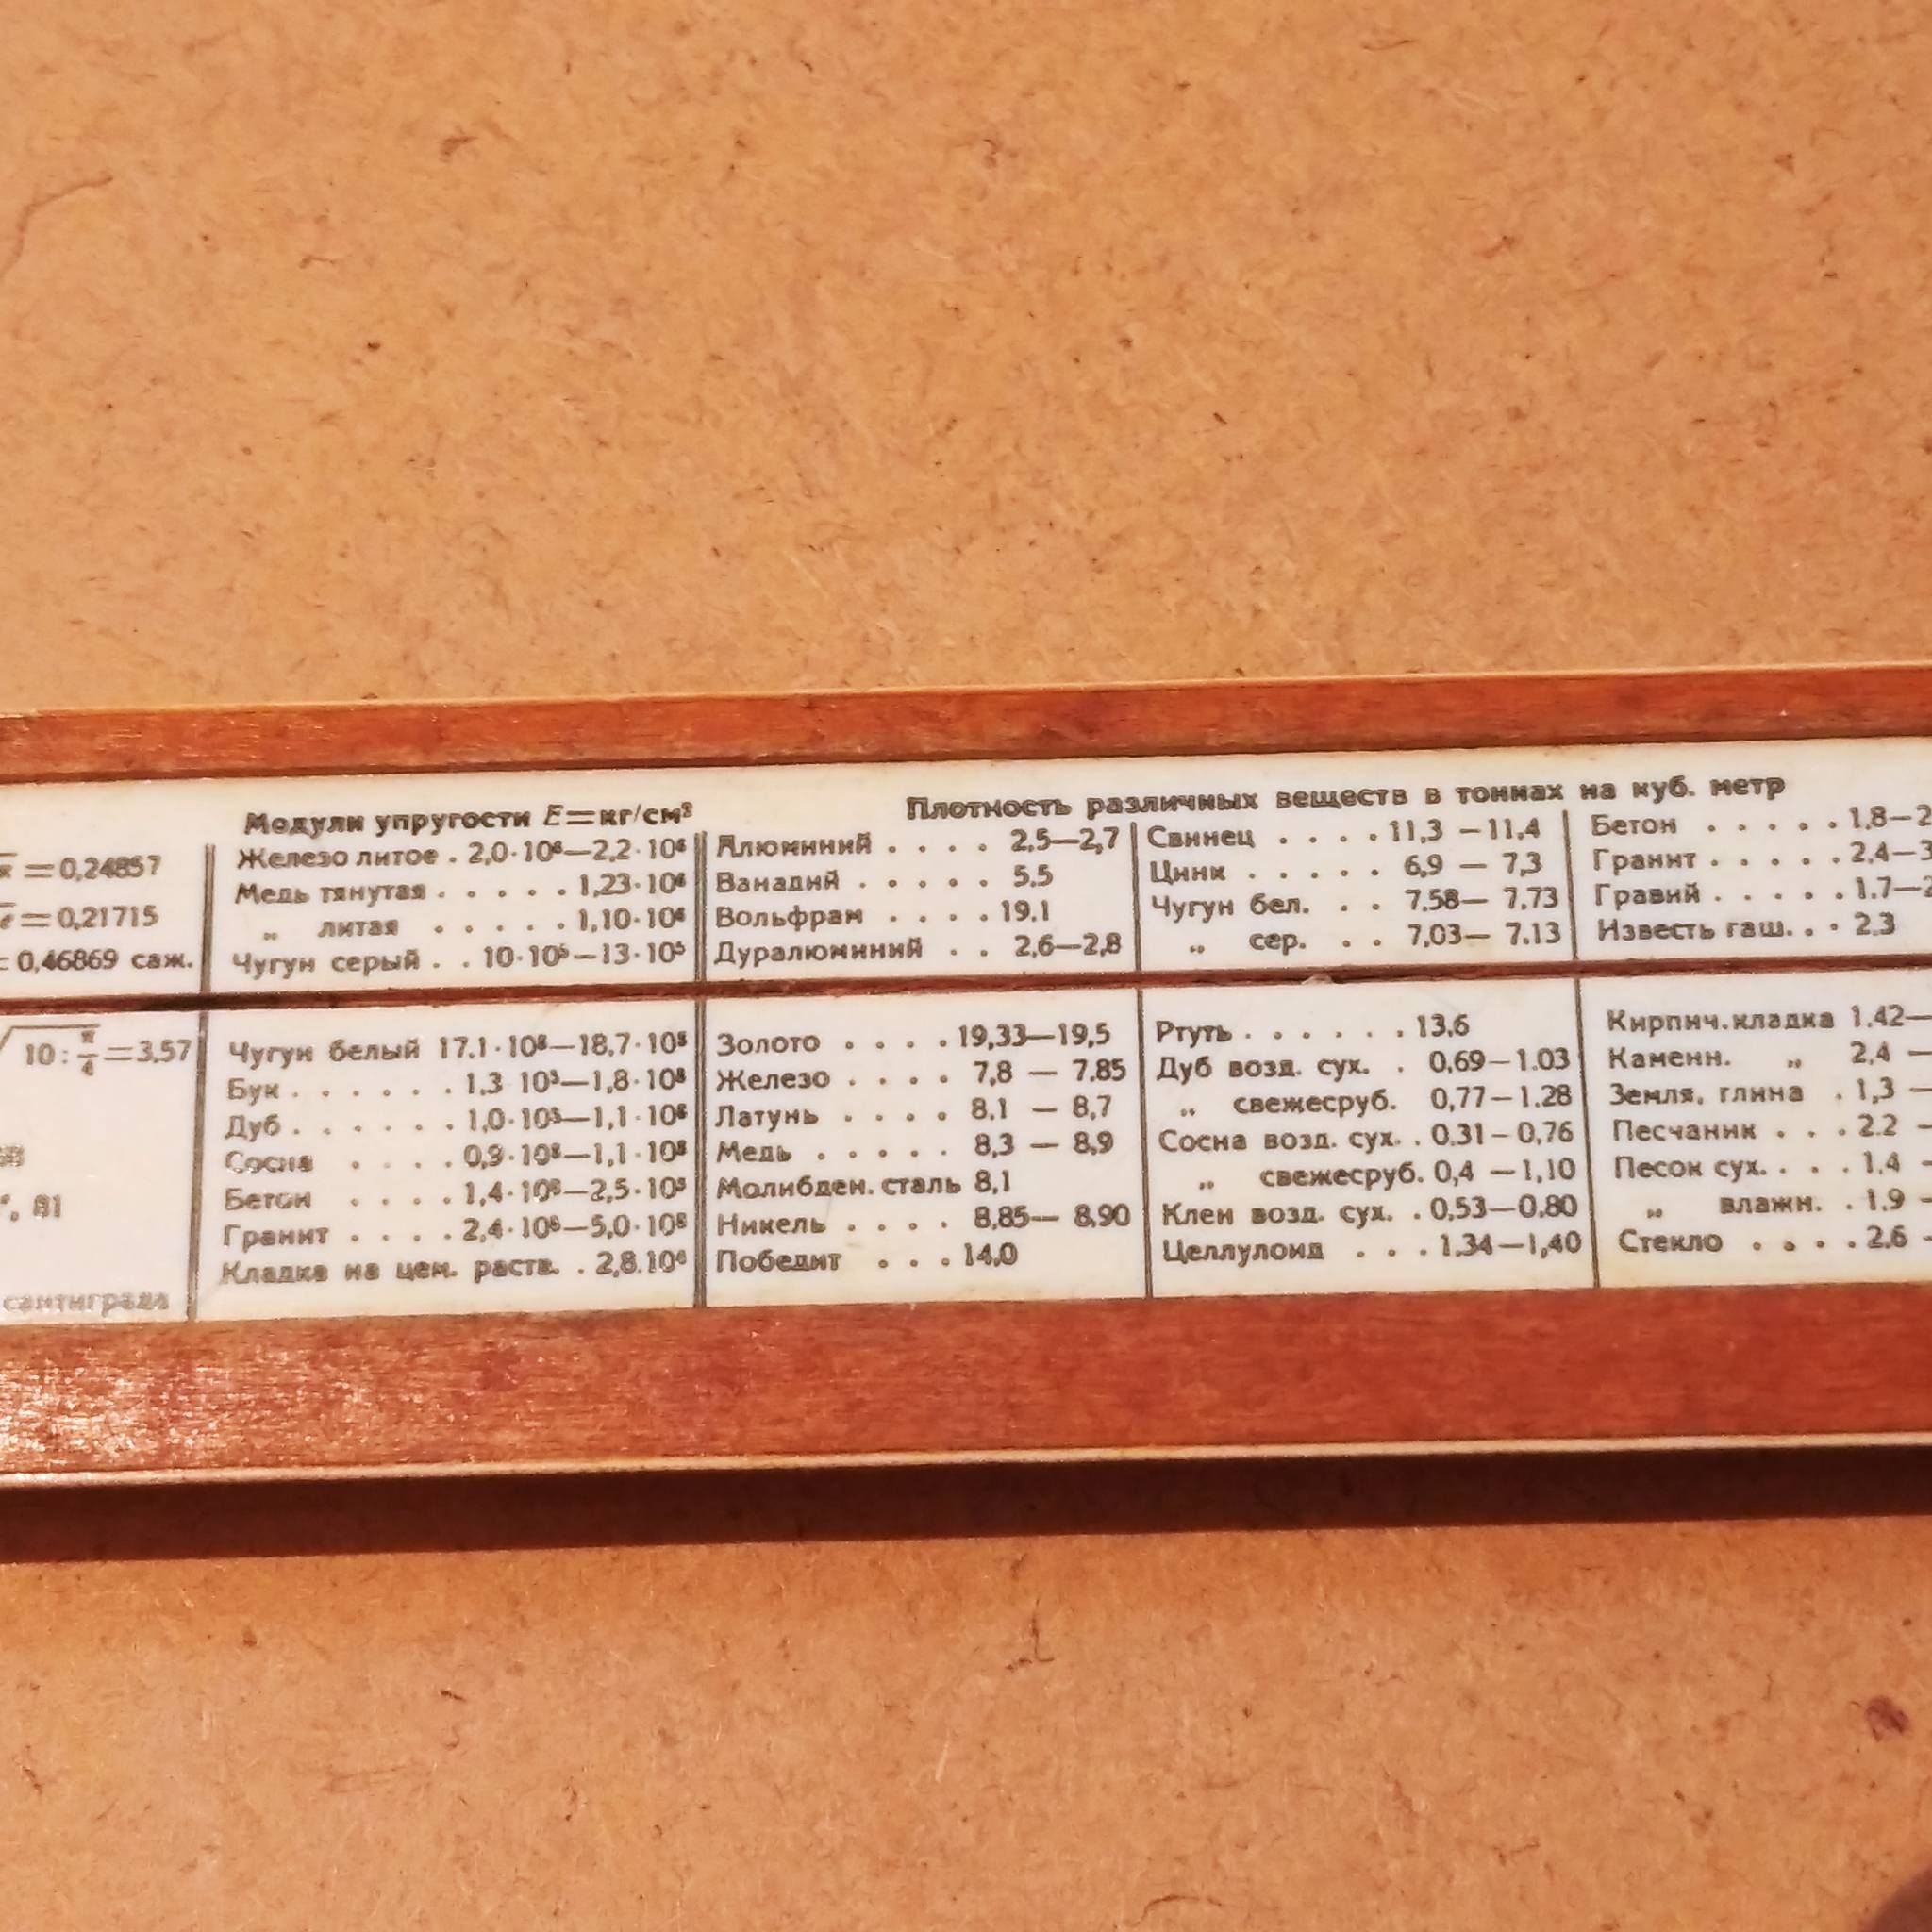 Модули упругости E=кг/см²
Плотность различных веществ в тоннах на куб. метр
=0,24857
=0,21715
=0,46869 саж.
Железо литое . 2,0·10⁶—2,2·10⁶
Медь тянутая . . . . . 1,23·10⁶
„ литая . . . . . 1,10·10⁶
Чугун серый . . 10·10⁵—13·10⁵
Алюминий . . . . 2,5—2,7
Ванадий . . . . . 5.5
Вольфрам . . . . 19.1
Дуралюминий . . 2,6—2,8
Свинец . . . . 11,3 —11,4
Цинк . . . . . 6,9 — 7,3
Чугун бел. . . 7,58— 7.73
„ сер. . . 7,03— 7.13
Бетон . . . . . 1,8—2
Гранит . . . . . 2,4—3
Гравий . . . . . 1.7—2
Известь гаш. . . 2.3
√10:π/4=3,57
81
сантиграда
Чугун белый 17.1·10⁵—18,7·10⁵
Бук . . . . . . 1,3 10⁵—1,8·10⁵
Дуб . . . . . . 1,0·10⁵—1,1·10⁵
Сосна . . . . 0,9·10⁵—1,1·10⁵
Бетон . . . . 1,4·10⁵—2,5·10⁵
Гранит . . . . 2,4·10⁵—5,0·10⁵
Кладка на цем. раств. . 2,8.10⁴
Золото . . . . 19,33—19,5
Железо . . . . 7,8 — 7.85
Латунь . . . . 8.1 — 8,7
Медь . . . . . 8,3 — 8,9
Молибден. сталь 8,1
Никель . . . . 8,85— 8,90
Победит . . . 14,0
Ртуть . . . . . . 13.6
Дуб возд. сух. . 0,69—1.03
„ свежесруб. 0,77—1.28
Сосна возд. сух. . 0.31—0,76
„ свежесруб. 0,4 —1,10
Клен возд. сух. . 0,53—0,80
Целлулоид . . . 1.34—1,40
Кирпич. кладка 1.42—
Каменн. „ 2,4 —
Земля, глина . 1,3 —
Песчаник . . . 2.2 —
Песок сух. . . . 1.4 —
„ влажн. . 1.9 —
Стекло . . . . 2.6 —